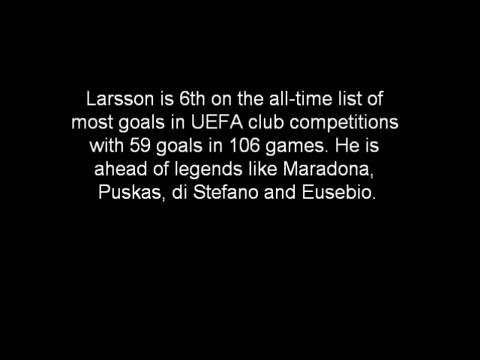 Larsson is 6th on the all-time list of
most goals in UEFA club competitions
with 59 goals in 106 games. He is
ahead of legends like Maradona,
Puskas, di Stefano and Eusebio.